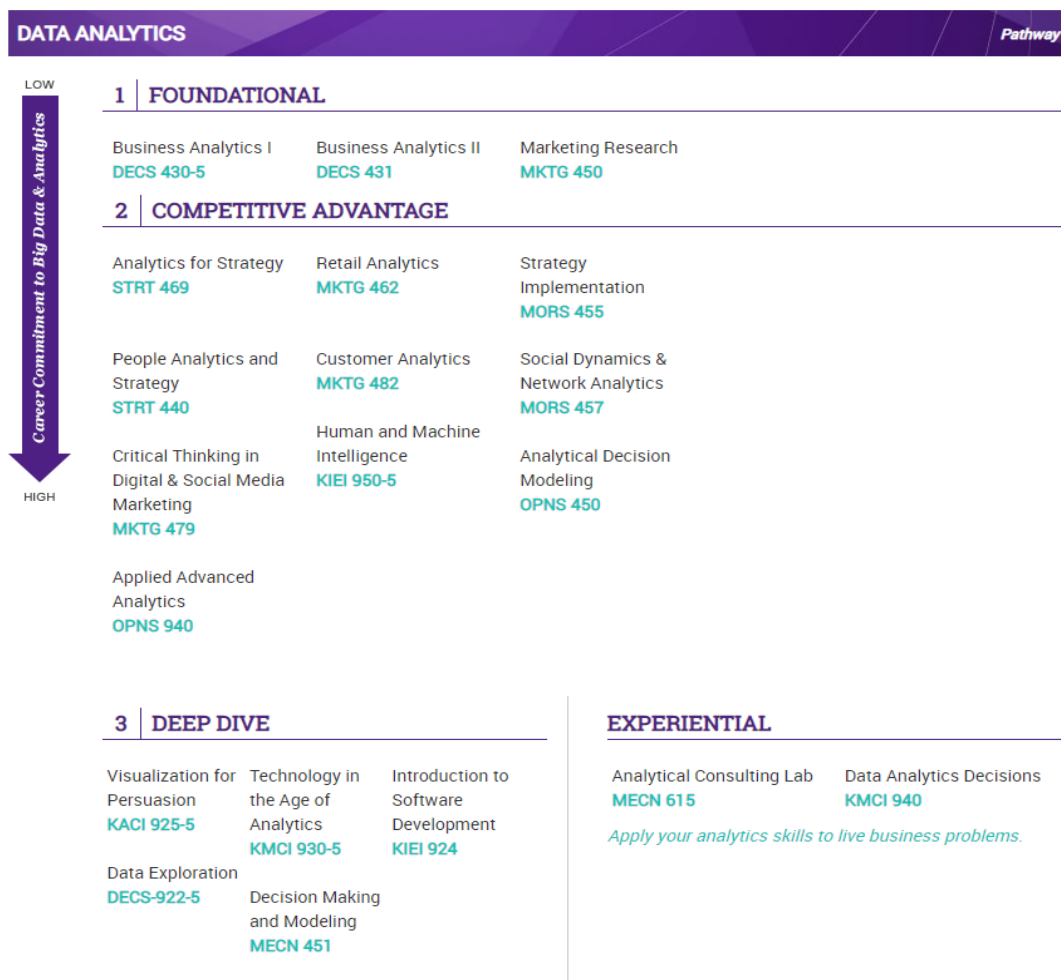 DATA ANALYTICS
Pathway
LOW
Career Commitment to Big Data & Analytics
HIGH
1 FOUNDATIONAL
Business Analytics I
DECS 430-5
Business Analytics II
DECS 431
Marketing Research
MKTG 450
2 COMPETITIVE ADVANTAGE
Analytics for Strategy
STRT 469
Retail Analytics
MKTG 462
Strategy
Implementation
MORS 455
People Analytics and
Strategy
STRT 440
Customer Analytics
MKTG 482
Social Dynamics &
Network Analytics
MORS 457
Critical Thinking in
Digital & Social Media
Marketing
MKTG 479
Human and Machine
Intelligence
KIEI 950-5
Analytical Decision
Modeling
OPNS 450
Applied Advanced
Analytics
OPNS 940
3 DEEP DIVE
Visualization for
Persuasion
KACI 925-5
Technology in
the Age of
Analytics
KMCI 930-5
Introduction to
Software
Development
KIEI 924
Data Exploration
DECS-922-5
Decision Making
and Modeling
MECN 451
EXPERIENTIAL
Analytical Consulting Lab
MECN 615
Data Analytics Decisions
KMCI 940
Apply your analytics skills to live business problems.